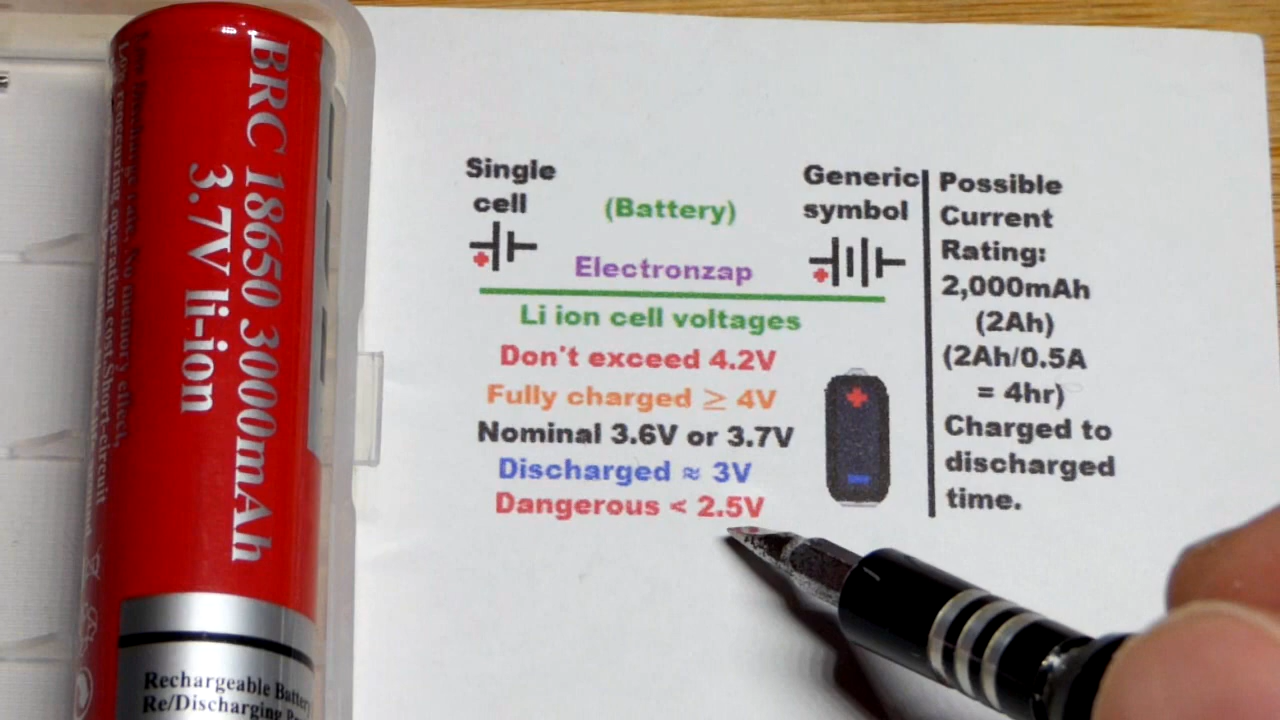 BRC 18650 3000mAh
3.7V li-ion
Rechargeable
Re/Discharging
Single
cell
(Battery)
Generic
symbol
Electronzap
Li ion cell voltages
Don't exceed 4.2V
Fully charged ≥ 4V
Nominal 3.6V or 3.7V
Discharged ≈ 3V
Dangerous < 2.5V
Possible
Current
Rating:
2,000mAh
(2Ah)
(2Ah/0.5A
= 4hr)
Charged to
discharged
time.